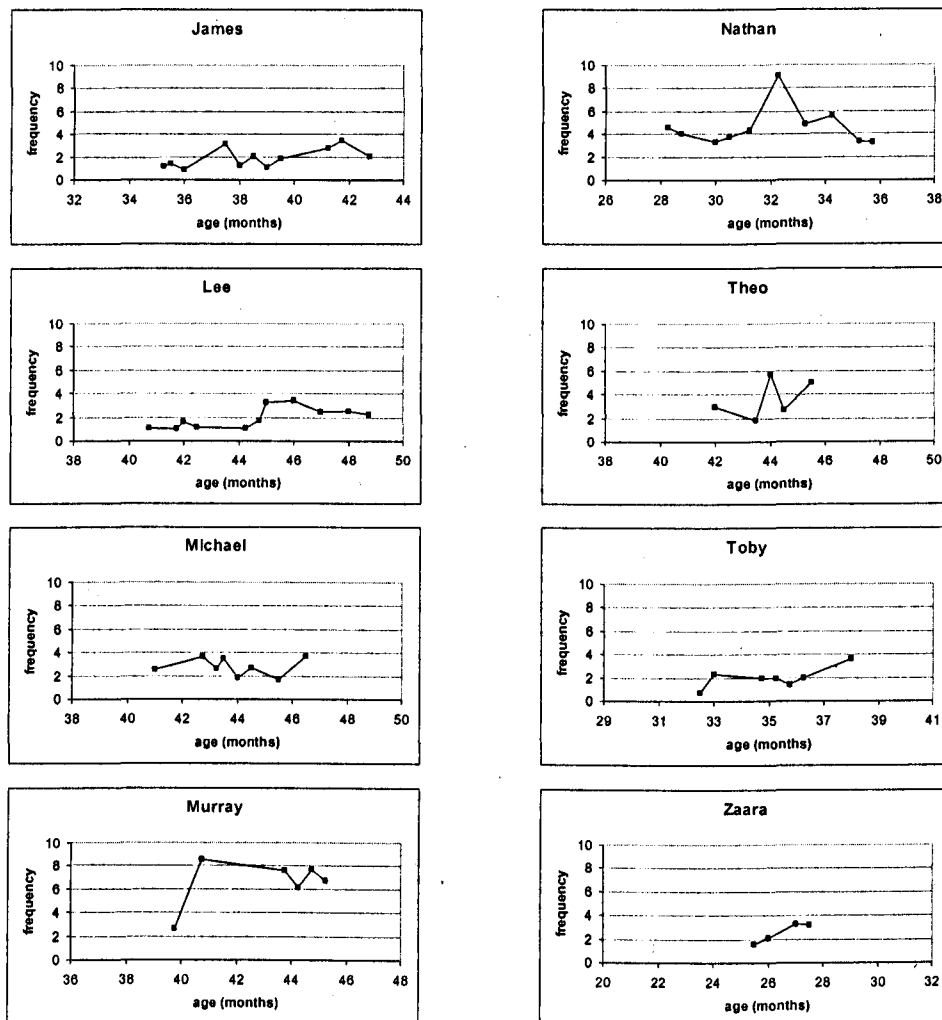 James
frequency
10
8
6
4
2
0
32 34 36 38 40 42 44
age (months)
Nathan
frequency
10
8
6
4
2
0
26 28 30 32 34 36 38
age (months)
Lee
frequency
10
8
6
4
2
0
38 40 42 44 46 48 50
age (months)
Theo
frequency
10
8
6
4
2
0
38 40 42 44 46 48 50
age (months)
Michael
frequency
10
8
6
4
2
0
38 40 42 44 46 48 50
age (months)
Toby
frequency
10
8
6
4
2
0
29 31 33 35 37 39 41
age (months)
Murray
frequency
10
8
6
4
2
0
36 38 40 42 44 46 48
age (months)
Zaara
frequency
10
8
6
4
2
0
20 22 24 26 28 30 32
age (months)